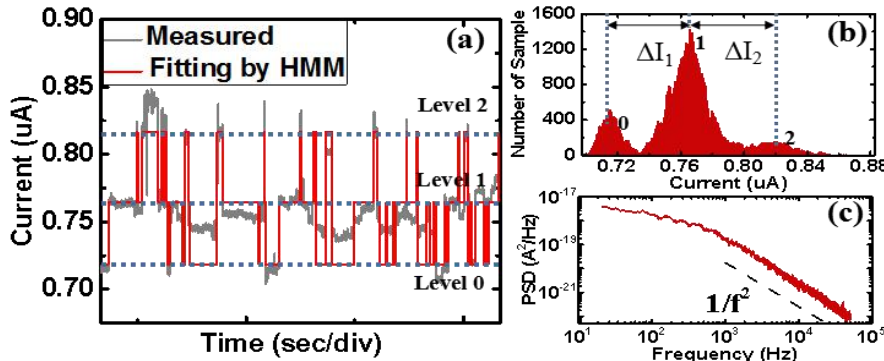 0.90
0.85
0.80
0.75
0.70
Current (uA)
Measured
Fitting by HMM
(a)
Level 2
Level 1
Level 0
Time (sec/div)
1600
1200
800
400
0
Number of Sample
ΔI1
ΔI2
(b)
0
1
2
0.72 0.76 0.80 0.84 0.88
Current (uA)
10-17
10-19
10-21
PSD (A2/Hz)
(c)
1/f2
101 102 103 104 105
Frequency (Hz)